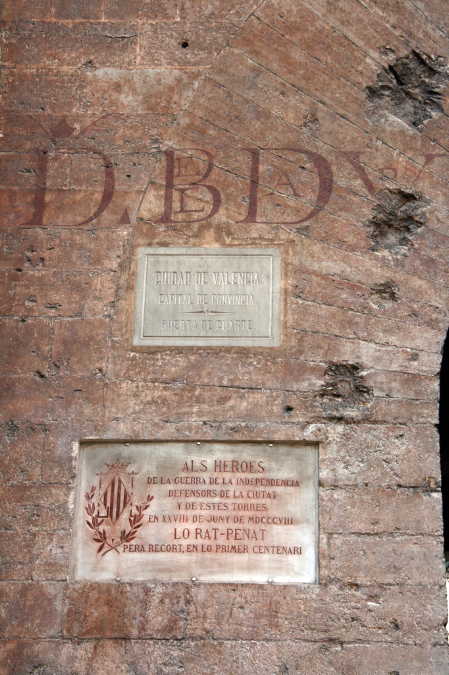 CIUDAD DE VALENCIA
CAPITAL DE PROVINCIA
PUERTA DE CUARTE
ALS HEROES
DE LA GUERRA DE LA INDEPENDENCIA
DEFENSORS DE LA CIUTAT
Y DE ESTES TORRES
EN XXVIII DE JUNY DE MDCCCVIII
LO RAT-PENAT
PERA RECORT, EN LO PRIMER CENTENARI